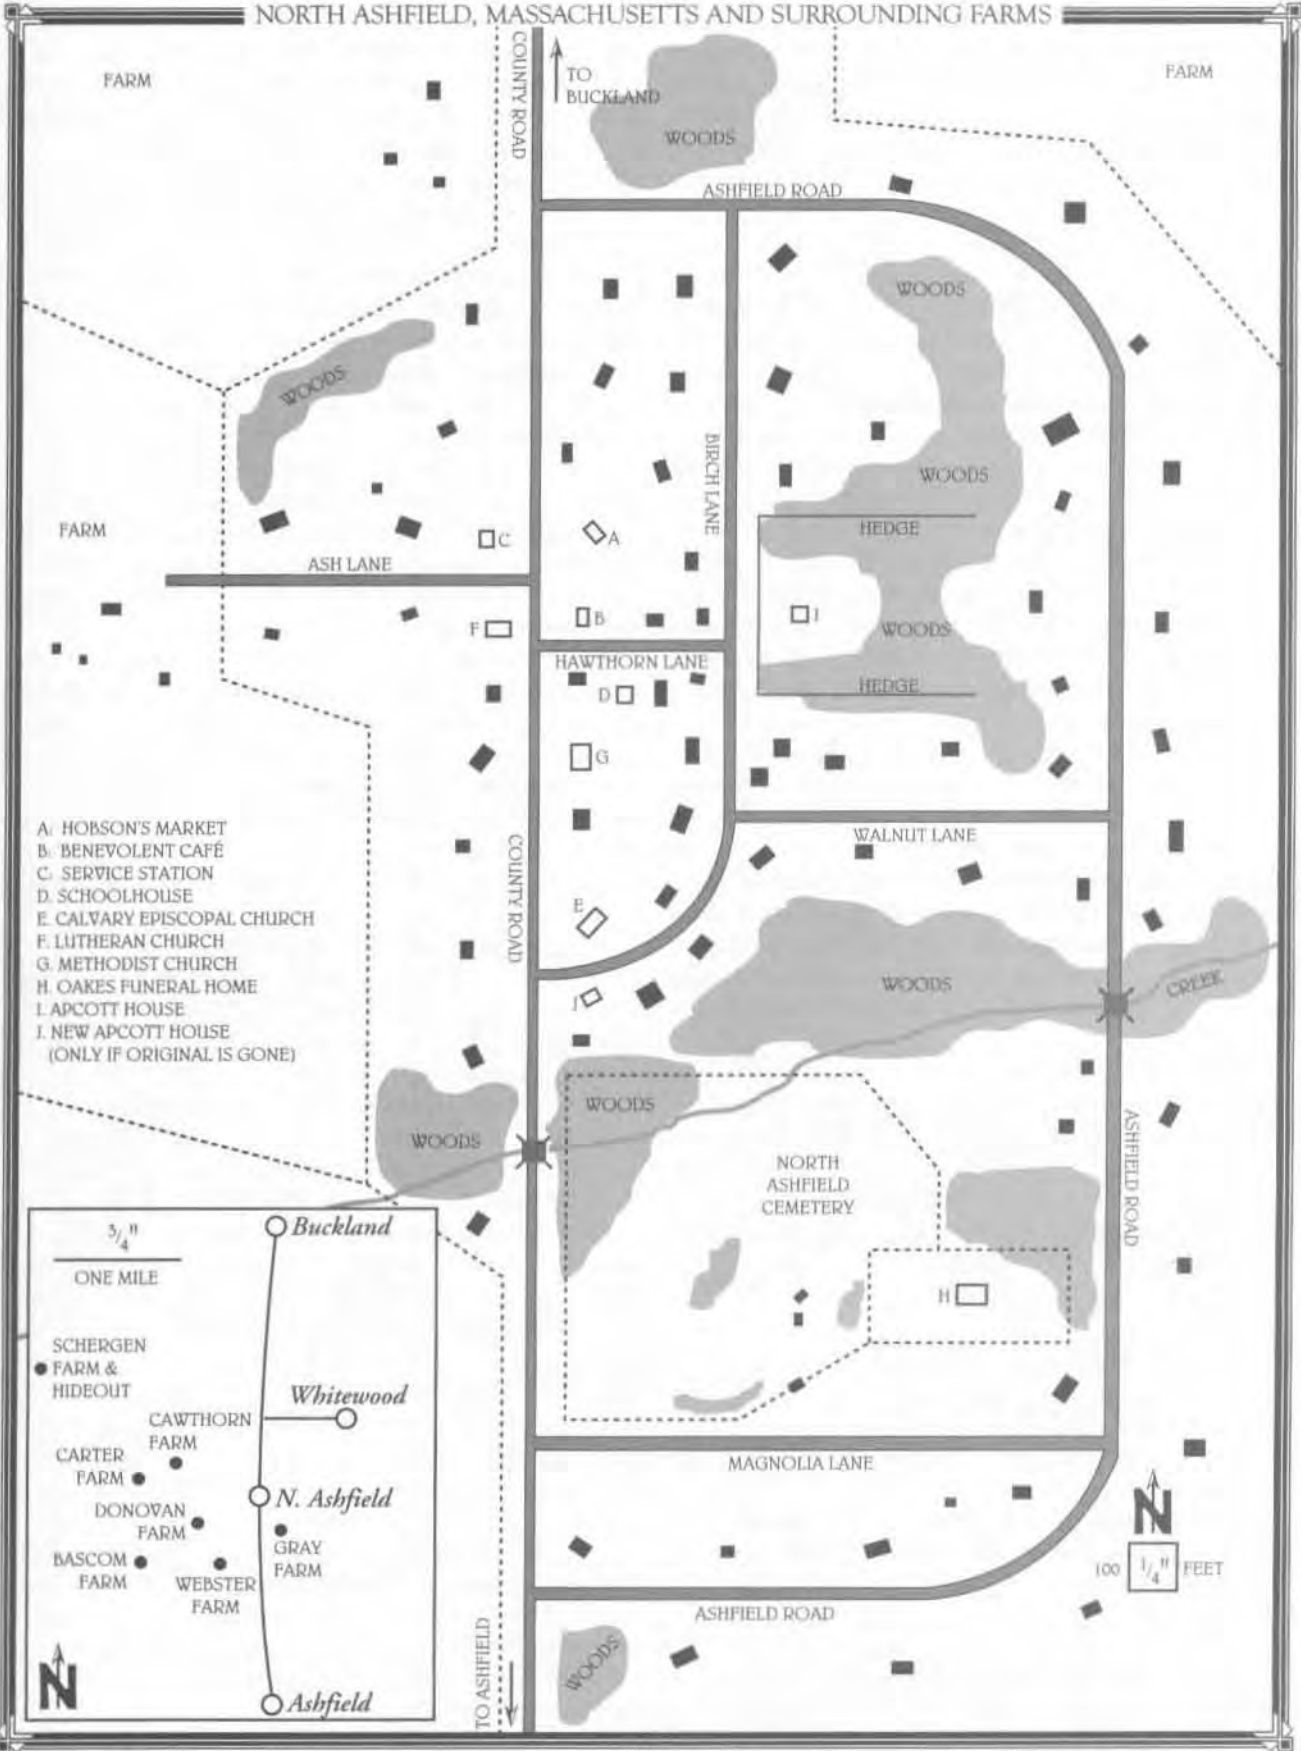 NORTH ASHFIELD, MASSACHUSETTS AND SURROUNDING FARMS
FARM
COUNTY ROAD
TO
BUCKLAND
WOODS
FARM
ASHFIELD ROAD
WOODS
WOODS
BIRCH LANE
WOODS
HEDGE
FARM
C
A
ASH LANE
F
B
I
WOODS
HAWTHORN LANE
D
HEDGE
G
A: HOBSON'S MARKET
B: BENEVOLENT CAFÉ
C: SERVICE STATION
D. SCHOOLHOUSE
E. CALVARY EPISCOPAL CHURCH
F. LUTHERAN CHURCH
G. METHODIST CHURCH
H. OAKES FUNERAL HOME
I. APCOTT HOUSE
J. NEW APCOTT HOUSE
(ONLY IF ORIGINAL IS GONE)
COUNTY ROAD
WALNUT LANE
E
WOODS
CREEK
J
WOODS
WOODS
NORTH
ASHFIELD
CEMETERY
ASHFIELD ROAD
H
3/4"
ONE MILE
Buckland
SCHERGEN
FARM &
HIDEOUT
Whitewood
CAWTHORN
FARM
CARTER
FARM
N. Ashfield
DONOVAN
FARM
GRAY
FARM
BASCOM
FARM
WEBSTER
FARM
N
Ashfield
MAGNOLIA LANE
N
100 1/4" FEET
ASHFIELD ROAD
TO ASHFIELD
WOODS